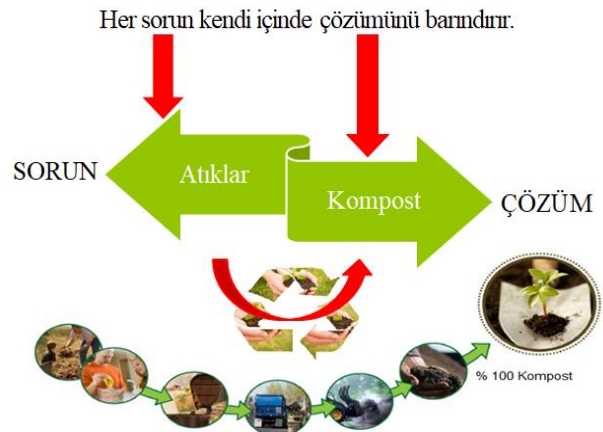 Her sorun kendi içinde çözümünü barındırır.
SORUN
Atıklar
Kompost
ÇÖZÜM
% 100 Kompost